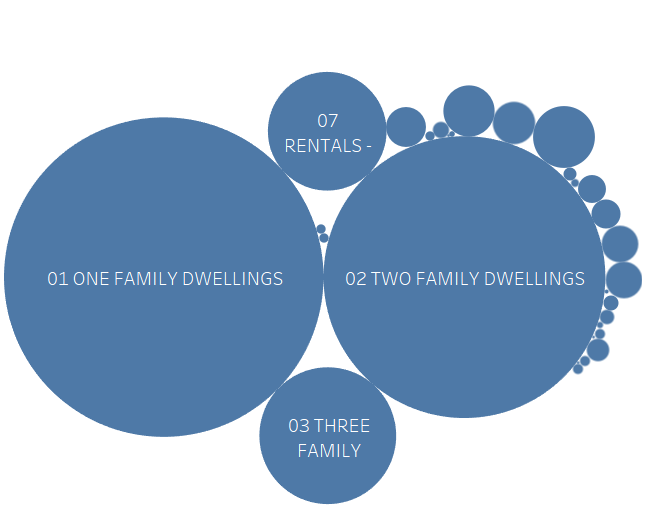 07
RENTALS -
01 ONE FAMILY DWELLINGS
02 TWO FAMILY DWELLINGS
03 THREE
FAMILY